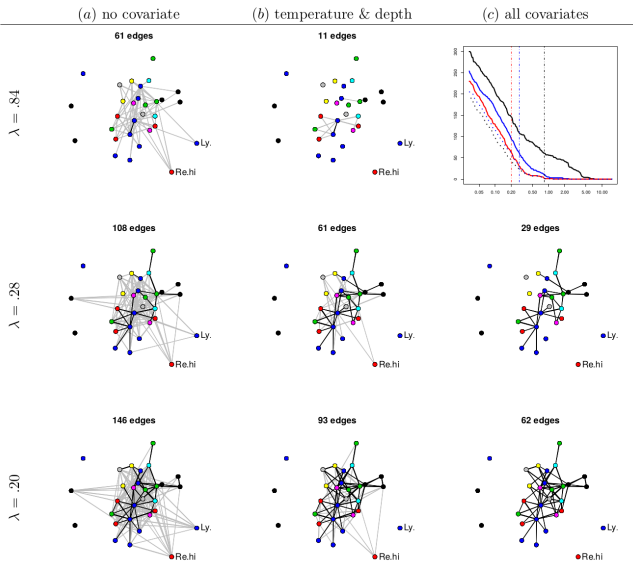 (a) no covariate (b) temperature & depth (c) all covariates
λ = .84
61 edges
Ly.
Re.hi
11 edges
Ly.
Re.hi
300
250
200
150
100
50
0
0.05 0.10 0.20 0.50 1.00 2.00 5.00 10.00
λ = .28
108 edges
Ly.
Re.hi
61 edges
Ly.
Re.hi
29 edges
Ly.
Re.hi
λ = .20
146 edges
Ly.
Re.hi
93 edges
Ly.
Re.hi
62 edges
Ly.
Re.hi